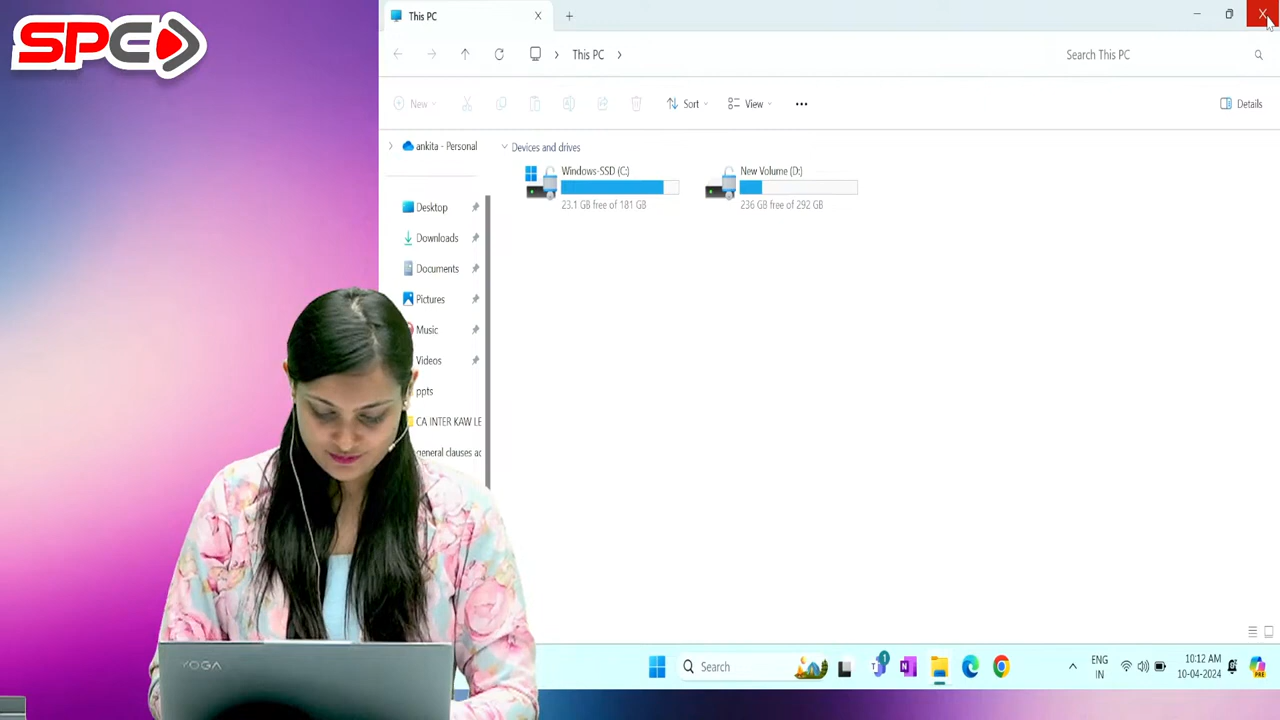 SPC
This PC
This PC
Search This PC
New
Sort
View
Details
ankita - Personal
Devices and drives
Windows-SSD (C:)
23.1 GB free of 181 GB
New Volume (D:)
236 GB free of 292 GB
Desktop
Downloads
Documents
Pictures
Music
Videos
ppts
CA INTER KAW LE
general clauses ac
YOGA
Search
ENG
IN
10:12 AM
10-04-2024
PRE